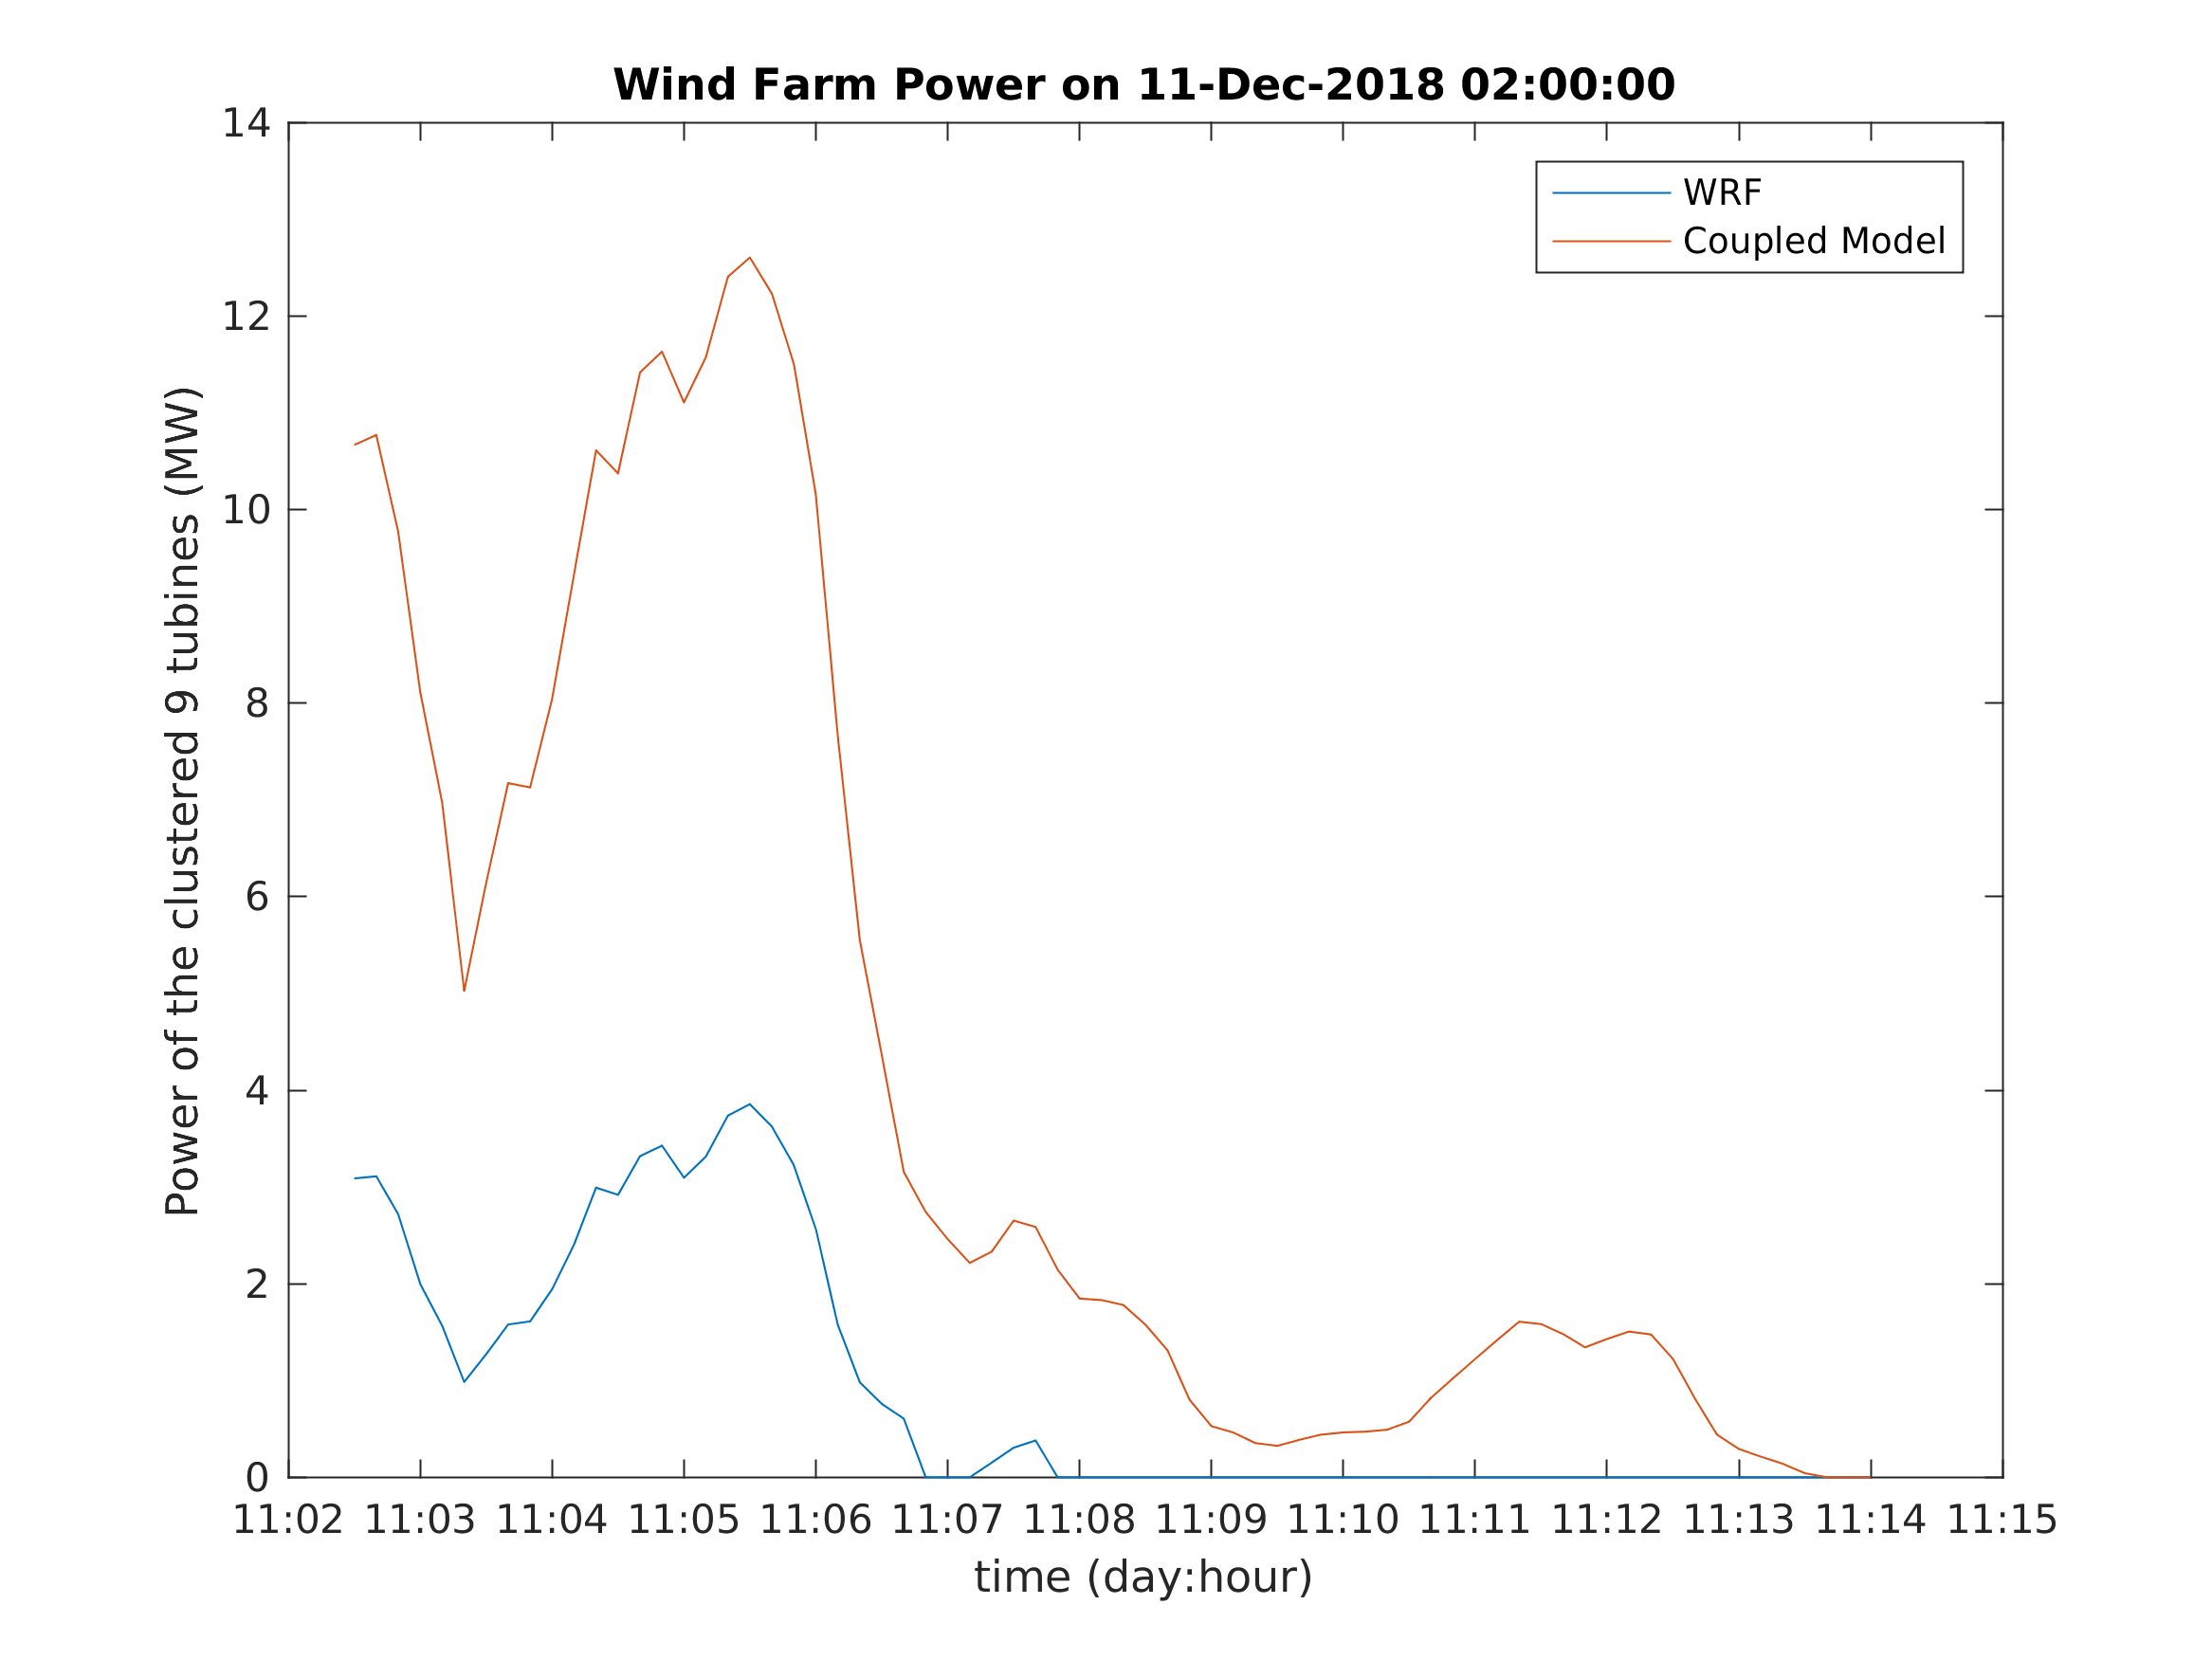 Wind Farm Power on 11-Dec-2018 02:00:00
14
12
10
8
6
4
2
0
Power of the clustered 9 tubines (MW)
WRF
Coupled Model
11:02 11:03 11:04 11:05 11:06 11:07 11:08 11:09 11:10 11:11 11:12 11:13 11:14 11:15
time (day:hour)